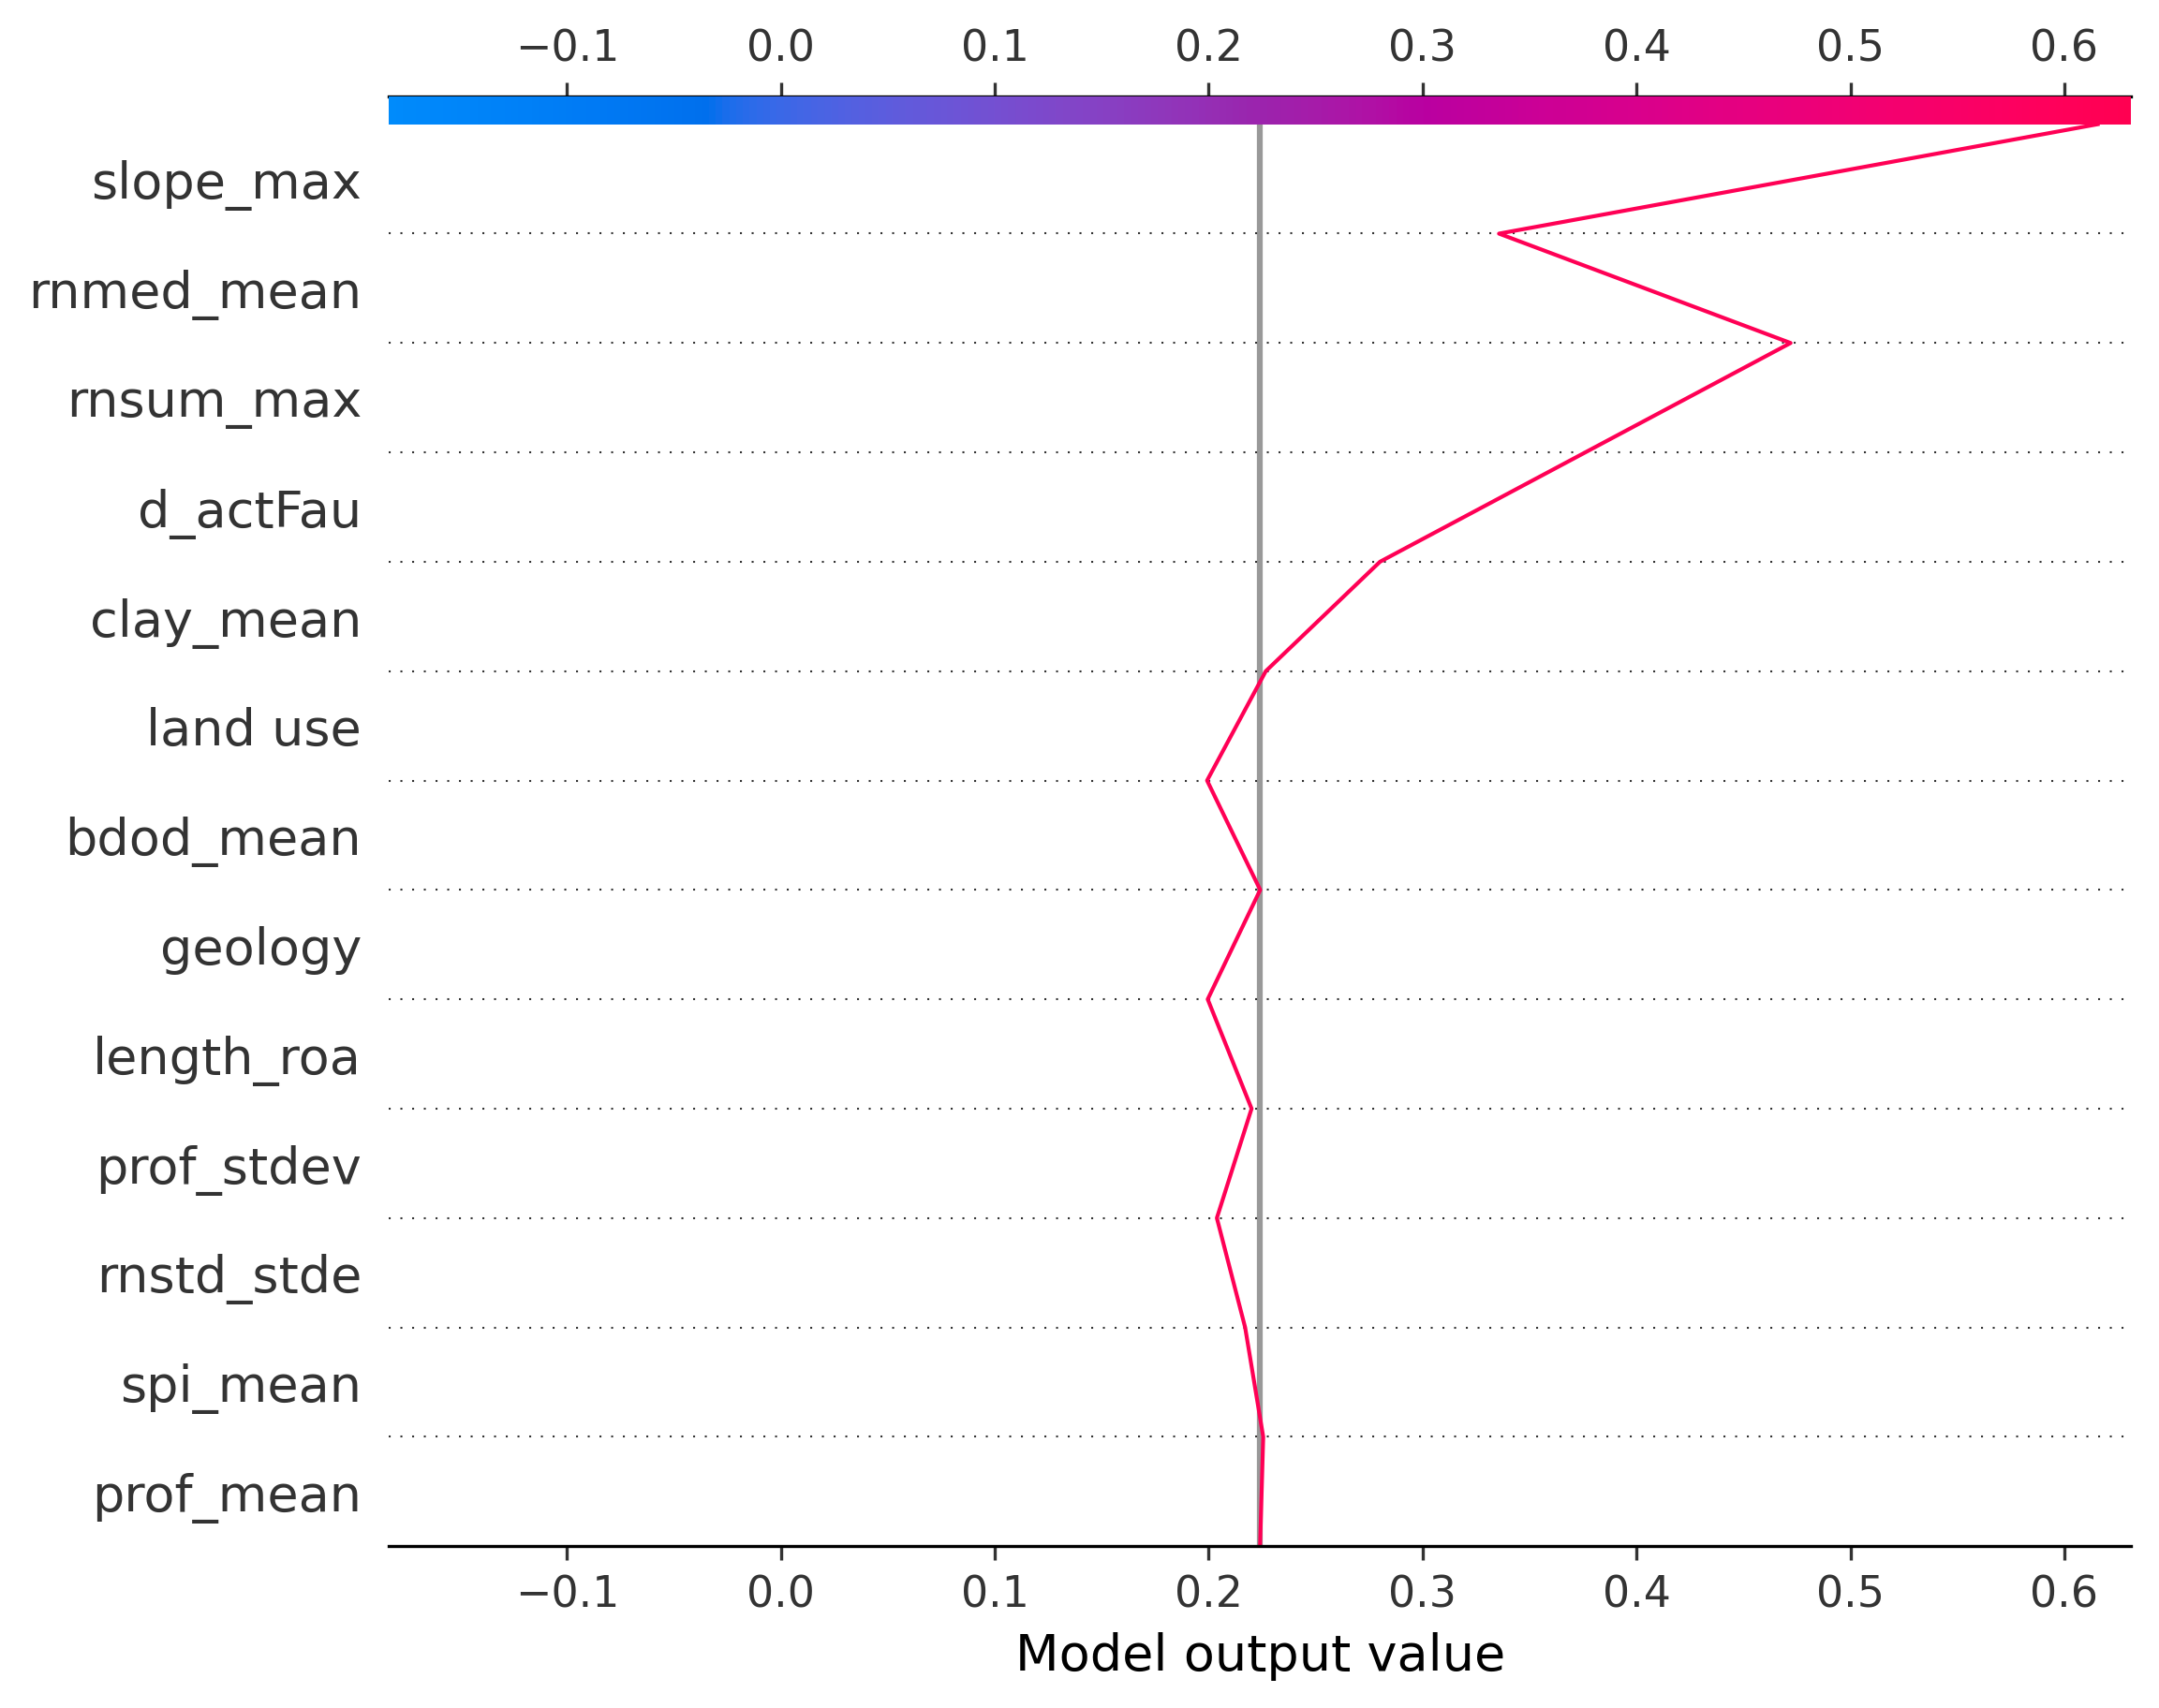 −0.1 0.0 0.1 0.2 0.3 0.4 0.5 0.6
slope_max
rnmed_mean
rnsum_max
d_actFau
clay_mean
land use
bdod_mean
geology
length_roa
prof_stdev
rnstd_stde
spi_mean
prof_mean
−0.1 0.0 0.1 0.2 0.3 0.4 0.5 0.6
Model output value